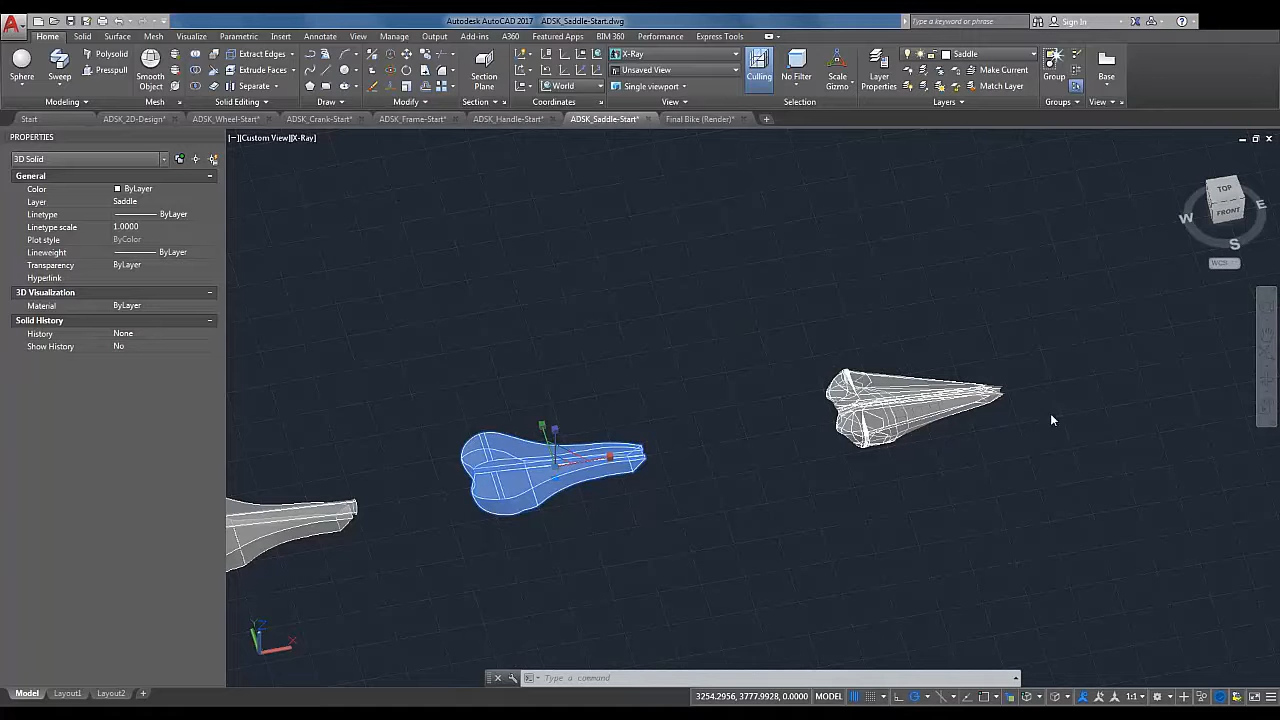 Autodesk AutoCAD 2017 ADSK_Saddle-Start.dwg
Type a keyword or phrase
Sign In
Home Solid Surface Mesh Visualize Parametric Insert Annotate View Manage Output Add-ins A360 Featured Apps BIM 360 Performance Express Tools
Polysolid
Presspull
Extrude Edges
Extrude Faces
Separate
X-Ray
Unsaved View
World
Single viewport
Saddle
Make Current
Match Layer
Sphere
Sweep
Smooth
Object
Section
Plane
Culling
No Filter
Scale
Gizmo
Layer
Properties
Group
Base
Modeling Mesh Solid Editing Draw Modify Section Coordinates View Selection Layers Groups View
Start ADSK_2D-Design* ADSK_Wheel-Start* ADSK_Crank-Start* ADSK_Frame-Start* ADSK_Handle-Start* ADSK_Saddle-Start* Final Bike (Rendery)*
PROPERTIES
[−][Custom View][X-Ray]
3D Solid
General
Color ByLayer
Layer Saddle
Linetype ByLayer
Linetype scale 1.0000
Plot style ByColor
Lineweight ByLayer
Transparency ByLayer
Hyperlink
3D Visualization
Material ByLayer
Solid History
History None
Show History No
TOP
FRONT
W
E
S
WCS
Y
Z
X
Type a command
Model Layout1 Layout2 +
3254.2956, 3777.9928, 0.0000 MODEL
1:1